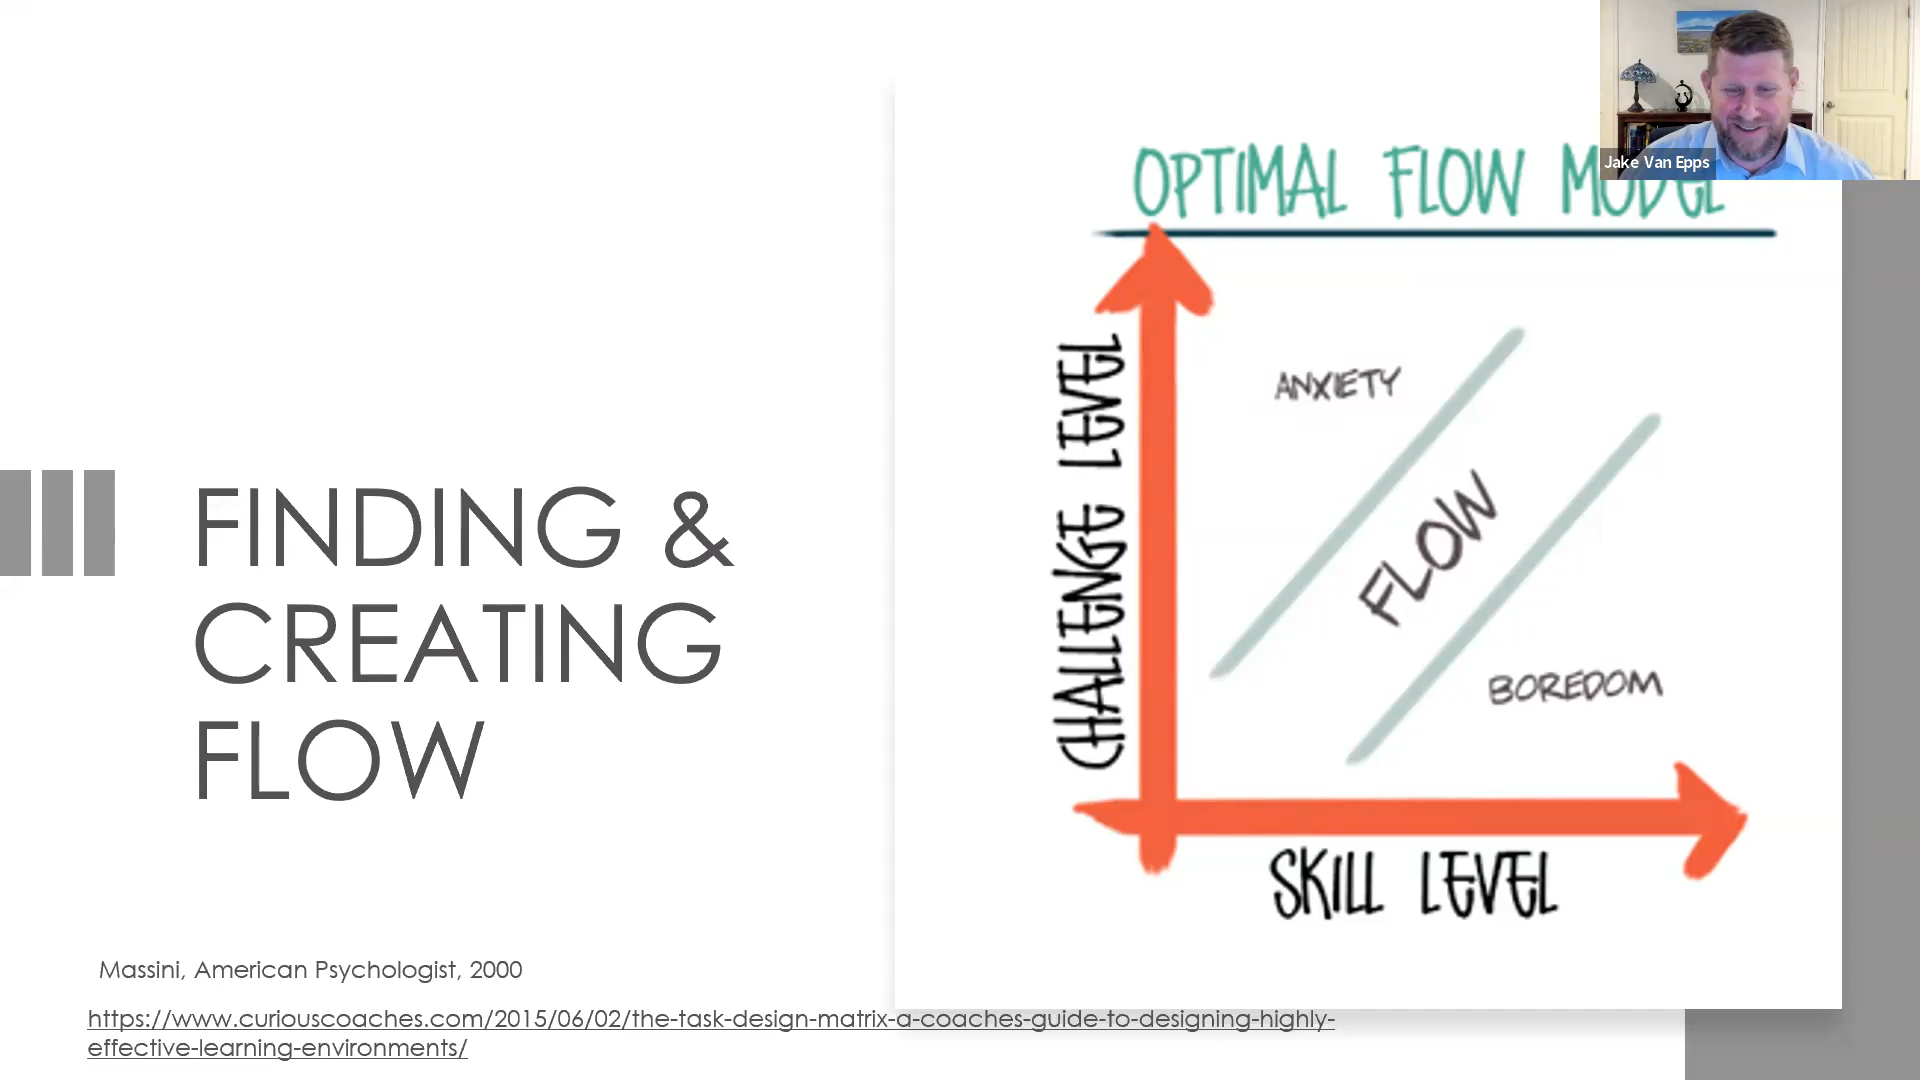 FINDING &
CREATING
FLOW
Massini, American Psychologist, 2000
https://www.curiouscoaches.com/2015/06/02/the-task-design-matrix-a-coaches-guide-to-designing-highly-
effective-learning-environments/
Jake Van Epps
OPTIMAL FLOW MODEL
CHALLENGE LEVEL
ANXIETY
FLOW
BOREDOM
SKILL LEVEL